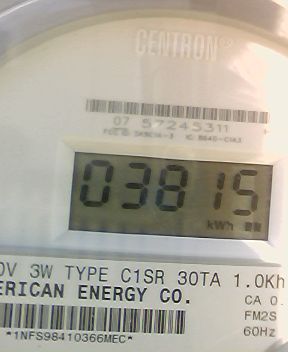 CENTRON
07 57245311
03815
kWh
0V 3W TYPE C1SR 30TA 1.0Kh
ERICAN ENERGY CO.
CA 0.
FM2S
60Hz
*1NFS98410366MEC*